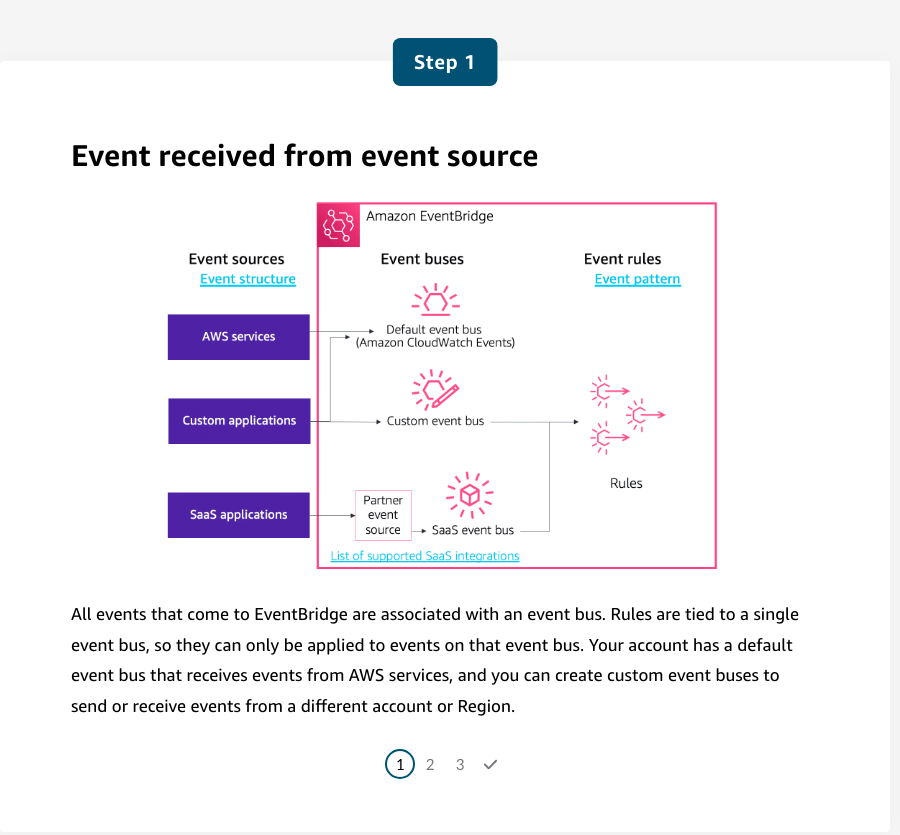 Step 1
Event received from event source
Amazon EventBridge
Event sources
Event structure
Event buses
Event rules
Event pattern
AWS services
Default event bus
(Amazon CloudWatch Events)
Custom applications
Custom event bus
Rules
SaaS applications
Partner
event
source
SaaS event bus
List of supported SaaS integrations
All events that come to EventBridge are associated with an event bus. Rules are tied to a single
event bus, so they can only be applied to events on that event bus. Your account has a default
event bus that receives events from AWS services, and you can create custom event buses to
send or receive events from a different account or Region.
1 2 3